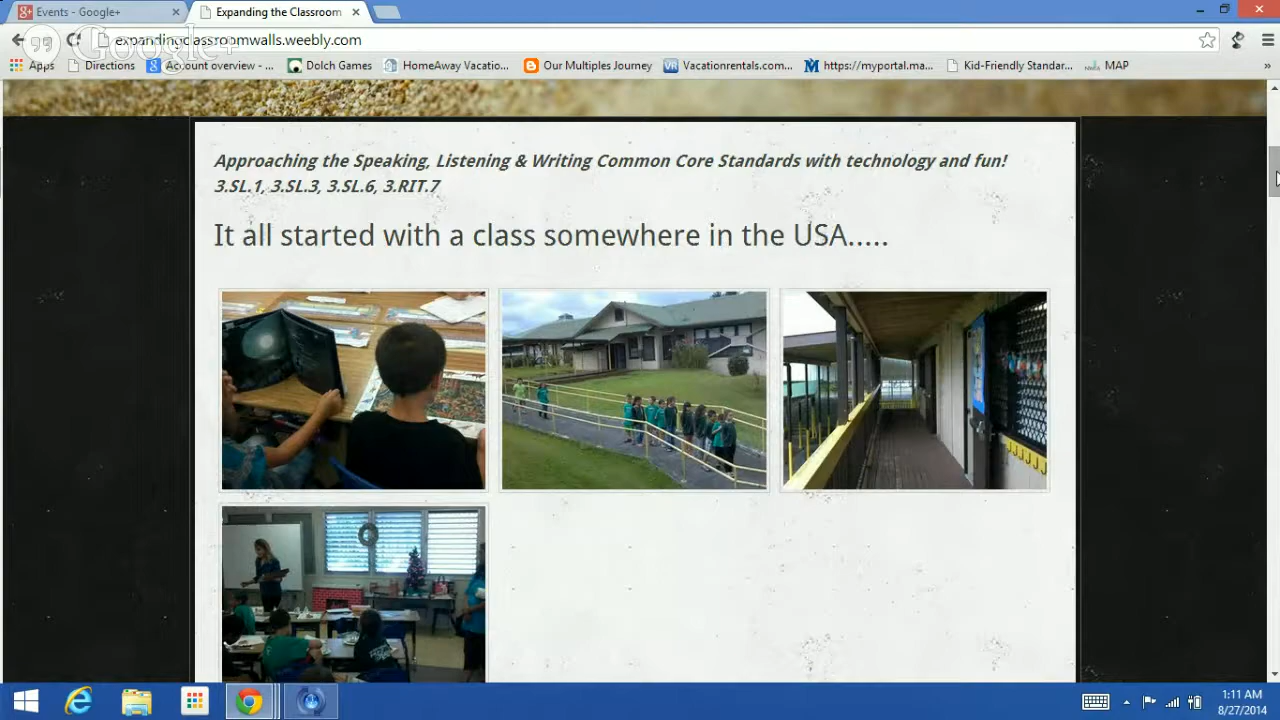 Events - Google+
Expanding the Classroom
expandingclassroomwalls.weebly.com
Google+
Apps
Directions
Account overview - ...
Dolch Games
HomeAway Vacatio...
Our Multiples Journey
VR
Vacationrentals.com...
https://myportal.ma...
Kid-Friendly Standar...
MAP
»
Approaching the Speaking, Listening & Writing Common Core Standards with technology and fun!
3.SL.1, 3.SL.3, 3.SL.6, 3.RIT.7
It all started with a class somewhere in the USA.....
1:11 AM
8/27/2014